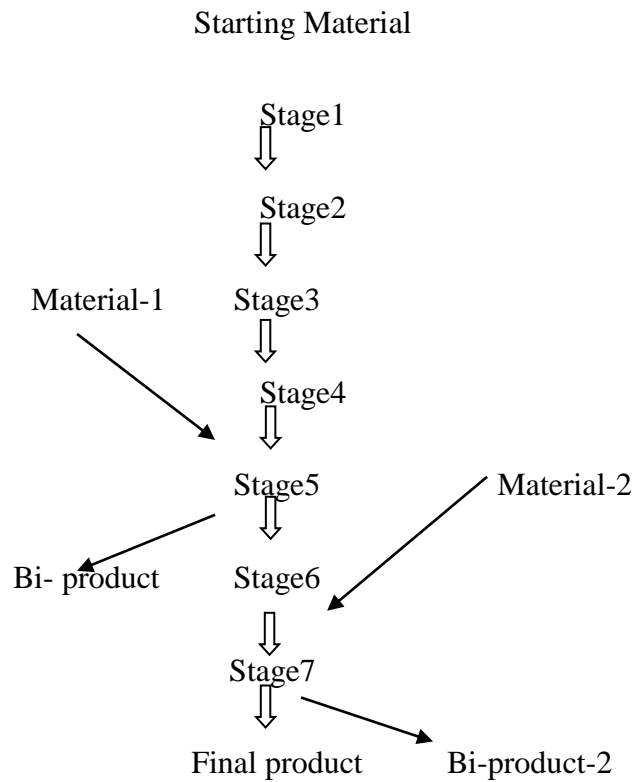 Starting Material
Stage1
Stage2
Material-1 Stage3
Stage4
Stage5 Material-2
Bi- product Stage6
Stage7
Final product Bi-product-2